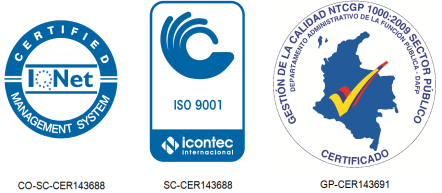 CERTIFIED
IQNet
MANAGEMENT SYSTEM
CO-SC-CER143688
ISO 9001
icontec
internacional
SC-CER143688
GESTIÓN DE LA CALIDAD NTCGP 1000:2009 SECTOR PÚBLICO
DEPARTAMENTO ADMINISTRATIVO DE LA FUNCIÓN PÚBLICA - DAFP
CERTIFICADO
GP-CER143691